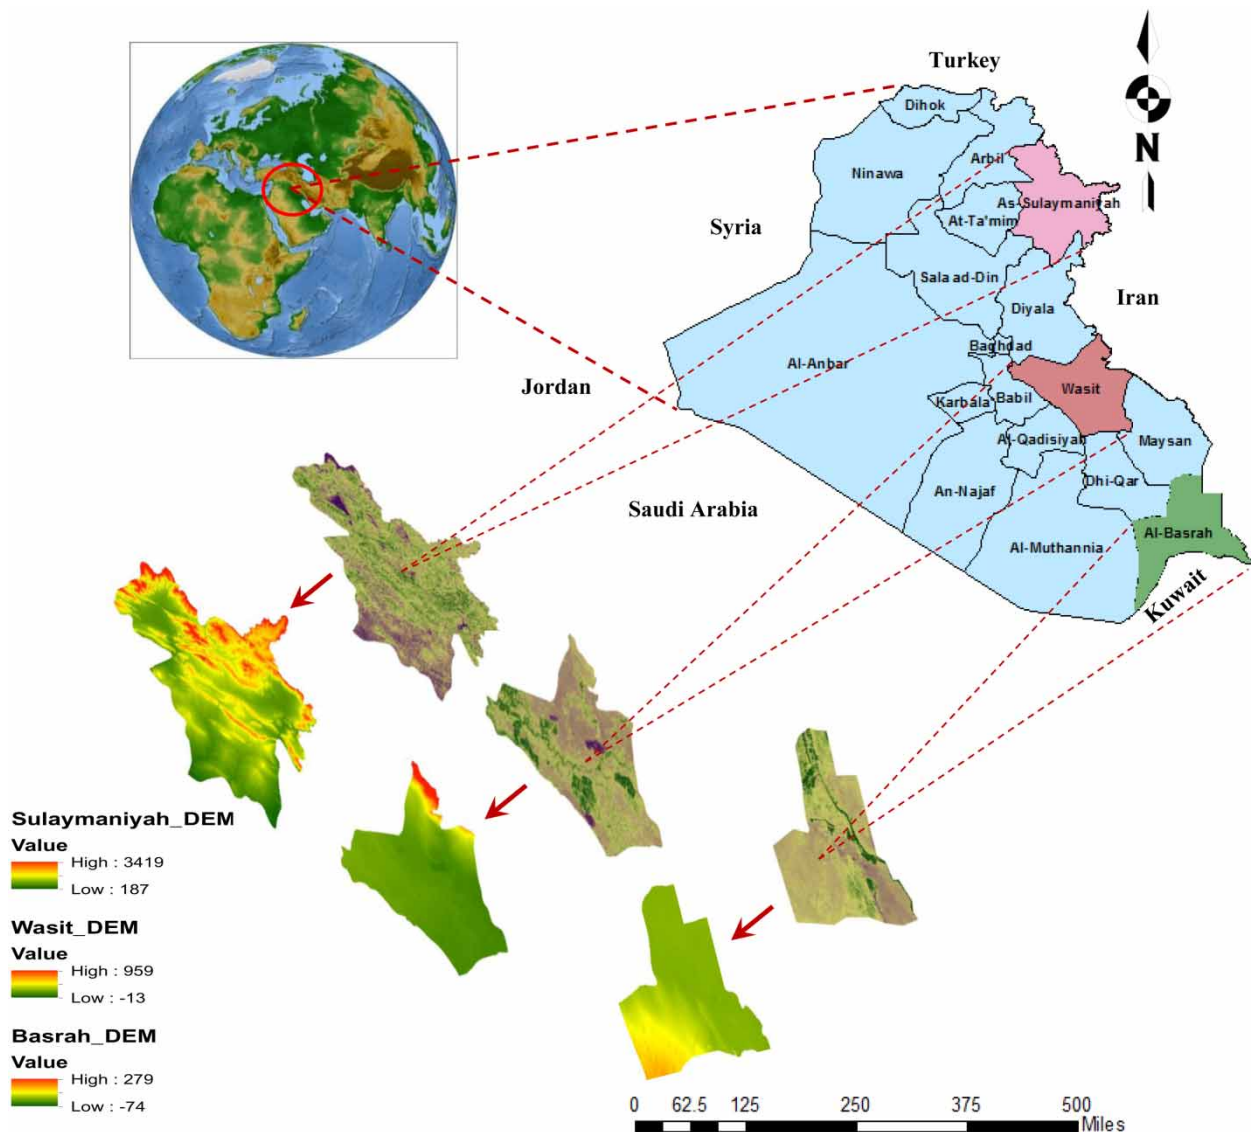 Turkey
N
Dihok
Arbil
Ninawa
As-Sulaymaniyah
At-Ta'mim
Syria
Salaad-Din
Iran
Diyala
Baghdad
Al-Anbar
Jordan
Wasit
Karbala
Babil
Al-Qadisiyah
Maysan
Dhi-Qar
An-Najaf
Saudi Arabia
Al-Basrah
Al-Muthannia
Kuwait
Sulaymaniyah_DEM
Value
High : 3419
Low : 187
Wasit_DEM
Value
High : 959
Low : -13
Basrah_DEM
Value
High : 279
Low : -74
0 62.5 125 250 375 500
Miles